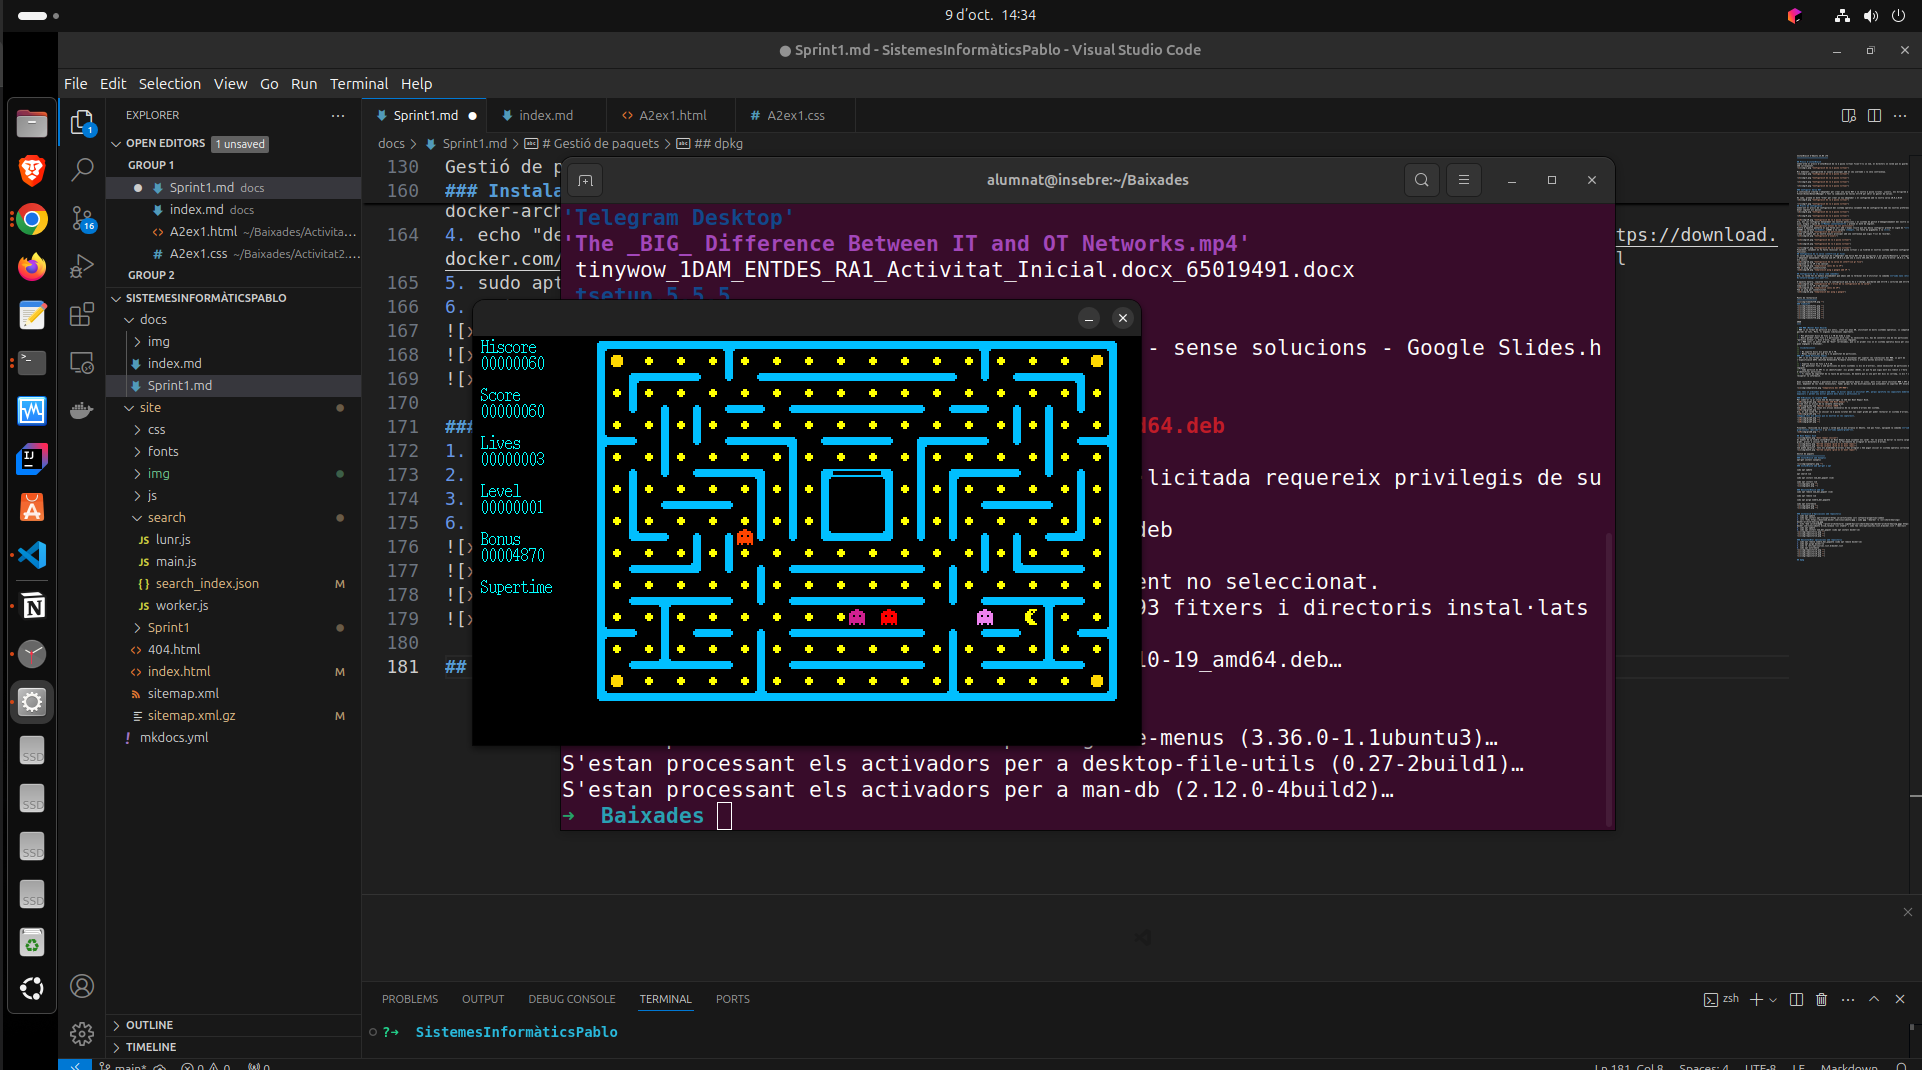 9 d'oct. 14:34
Sprint1.md - SistemesInformàticsPablo - Visual Studio Code
File Edit Selection View Go Run Terminal Help
EXPLORER
OPEN EDITORS 1 unsaved
GROUP 1
Sprint1.md docs
index.md docs
A2ex1.html ~/Baixades/Activita...
A2ex1.css ~/Baixades/Activitat2....
GROUP 2
SISTEMESINFORMÀTICSPABLO
docs
img
index.md
Sprint1.md
site
css
fonts
img
js
search
JS lunr.js
JS main.js
{} search_index.json M
JS worker.js
Sprint1
404.html
index.html M
sitemap.xml
sitemap.xml.gz M
mkdocs.yml
OUTLINE
TIMELINE
1
16
SSD
SSD
SSD
SSD
Sprint1.md index.md A2ex1.html A2ex1.css
docs > Sprint1.md > # Gestió de paquets > ## dpkg
130 Gestió de p
160 ### Instala
docker-arch
164 4. echo "de
tps://download.
docker.com/
165 5. sudo apt
166 6.
167 ![
168 ![
169 ![
170
171 ###
172 1.
173 2.
174 3.
175 6.
176 ![
177 ![
178 ![
179 ![
180
181 ##
alumnat@insebre:~/Baixades
'Telegram Desktop'
'The _BIG_ Difference Between IT and OT Networks.mp4'
tinywow_1DAM_ENTDES_RA1_Activitat_Inicial.docx_65019491.docx
tsetup.5.5.5
- sense solucions - Google Slides.h
d64.deb
licitada requereix privilegis de su
deb
ent no seleccionat.
93 fitxers i directoris instal·lats
10-19_amd64.deb…
e-menus (3.36.0-1.1ubuntu3)…
S'estan processant els activadors per a desktop-file-utils (0.27-2build1)…
S'estan processant els activadors per a man-db (2.12.0-4build2)…
➜ Baixades
Hiscore
00000060
Score
00000060
Lives
00000003
Level
00000001
Bonus
00004870
Supertime
PROBLEMS OUTPUT DEBUG CONSOLE TERMINAL PORTS
zsh
?➜ SistemesInformàticsPablo
main* 0 0 0
Ln 181, Col 8 Spaces: 4 UTF-8 LF Markdown